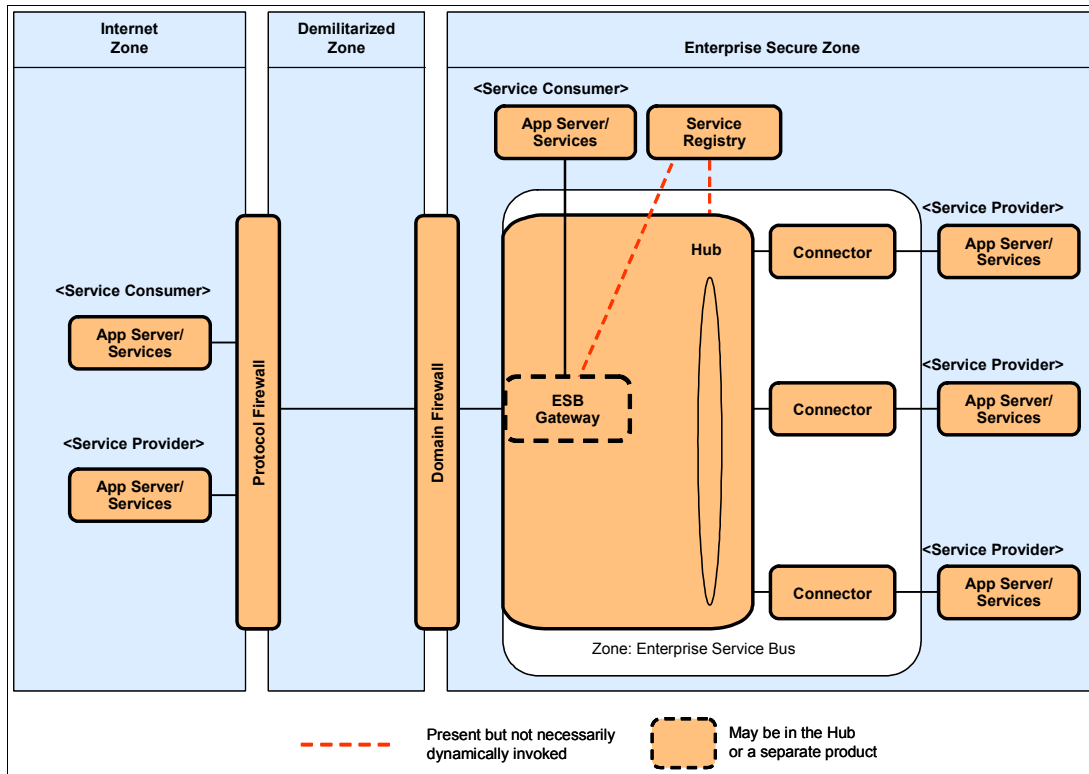 Internet
Zone
Demilitarized
Zone
Enterprise Secure Zone
<Service Consumer>
App Server/
Services
Service
Registry
<Service Provider>
App Server/
Services
Hub
Connector
<Service Consumer>
App Server/
Services
Protocol Firewall
Domain Firewall
ESB
Gateway
<Service Provider>
App Server/
Services
Connector
<Service Provider>
App Server/
Services
<Service Provider>
App Server/
Services
Connector
Zone: Enterprise Service Bus
Present but not necessarily
dynamically invoked
May be in the Hub
or a separate product